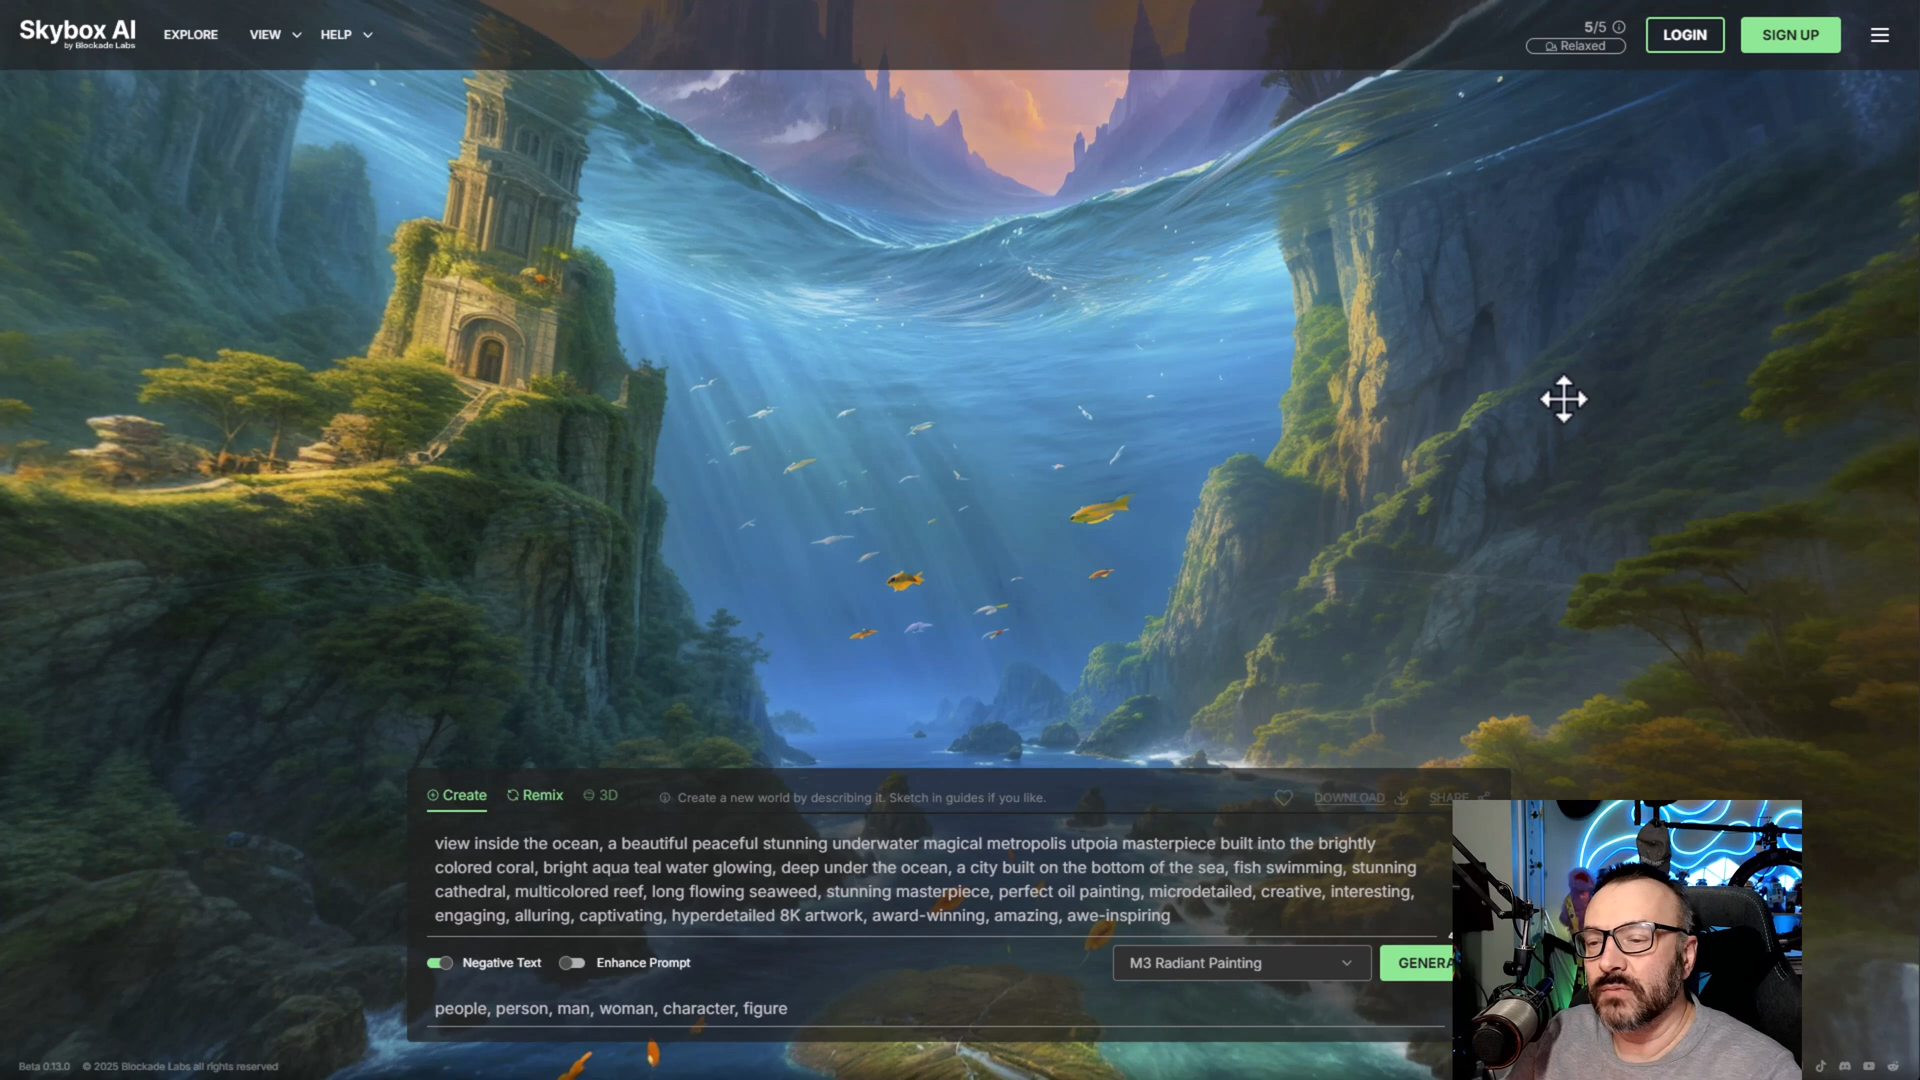 Skybox AI
by Blockade Labs
EXPLORE
VIEW
HELP
5/5
Relaxed
LOGIN
SIGN UP
Create
Remix
3D
Create a new world by describing it. Sketch in guides if you like.
DOWNLOAD
SHARE
view inside the ocean, a beautiful peaceful stunning underwater magical metropolis utpoia masterpiece built into the brightly
colored coral, bright aqua teal water glowing, deep under the ocean, a city built on the bottom of the sea, fish swimming, stunning
cathedral, multicolored reef, long flowing seaweed, stunning masterpiece, perfect oil painting, microdetailed, creative, interesting,
engaging, alluring, captivating, hyperdetailed 8K artwork, award-winning, amazing, awe-inspiring
Negative Text
Enhance Prompt
M3 Radiant Painting
GENERA
people, person, man, woman, character, figure
Beta 0.13.0 © 2025 Blockade Labs all rights reserved